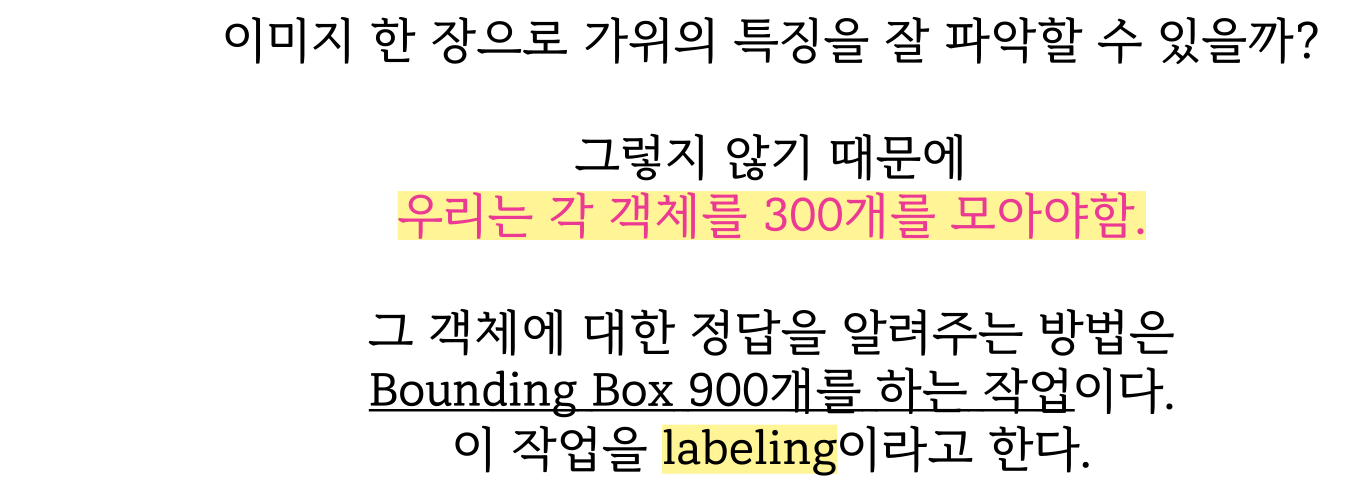 이미지 한 장으로 가위의 특징을 잘 파악할 수 있을까?
그렇지 않기 때문에
우리는 각 객체를 300개를 모아야함.
그 객체에 대한 정답을 알려주는 방법은
Bounding Box 900개를 하는 작업이다.
이 작업을 labeling이라고 한다.